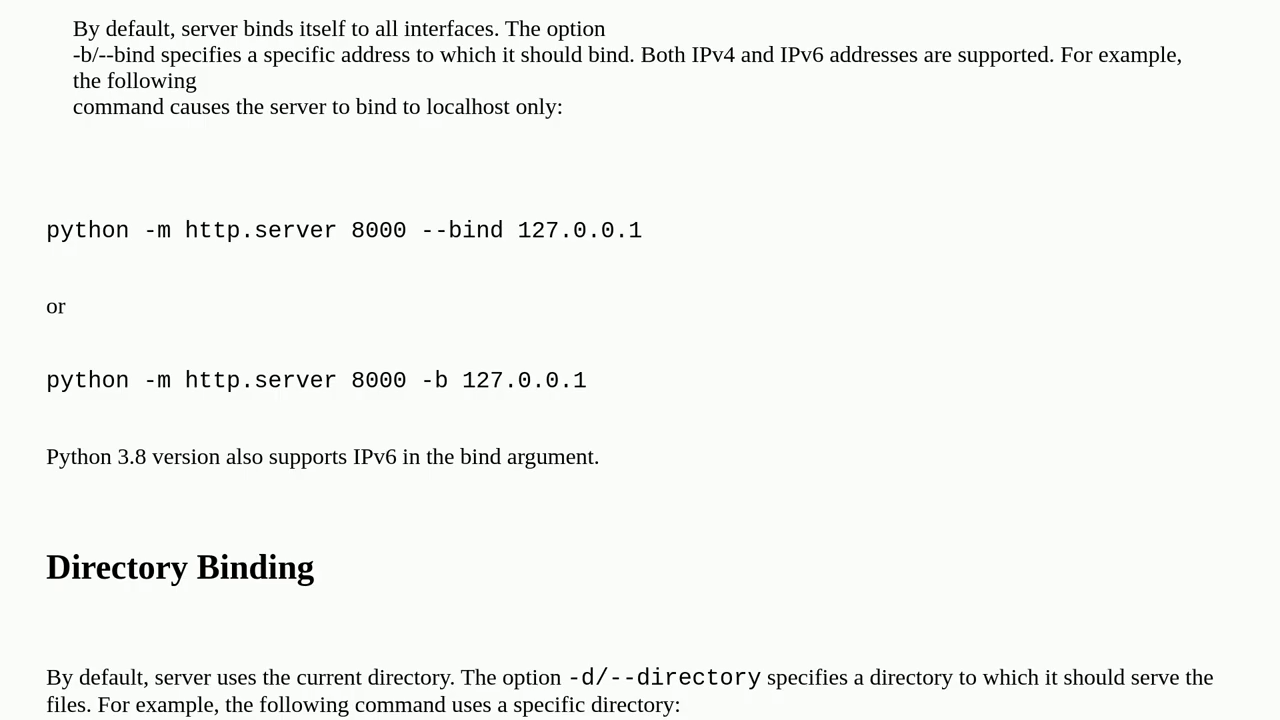 By default, server binds itself to all interfaces. The option
-b/--bind specifies a specific address to which it should bind. Both IPv4 and IPv6 addresses are supported. For example,
the following
command causes the server to bind to localhost only:
python -m http.server 8000 --bind 127.0.0.1
or
python -m http.server 8000 -b 127.0.0.1
Python 3.8 version also supports IPv6 in the bind argument.
Directory Binding
By default, server uses the current directory. The option -d/--directory specifies a directory to which it should serve the
files. For example, the following command uses a specific directory: